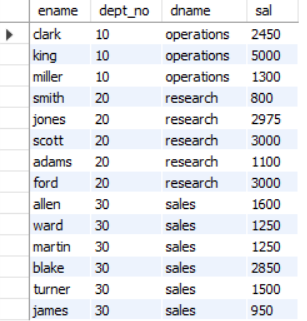 ename dept_no dname sal
clark 10 operations 2450
king 10 operations 5000
miller 10 operations 1300
smith 20 research 800
jones 20 research 2975
scott 20 research 3000
adams 20 research 1100
ford 20 research 3000
allen 30 sales 1600
ward 30 sales 1250
martin 30 sales 1250
blake 30 sales 2850
turner 30 sales 1500
james 30 sales 950